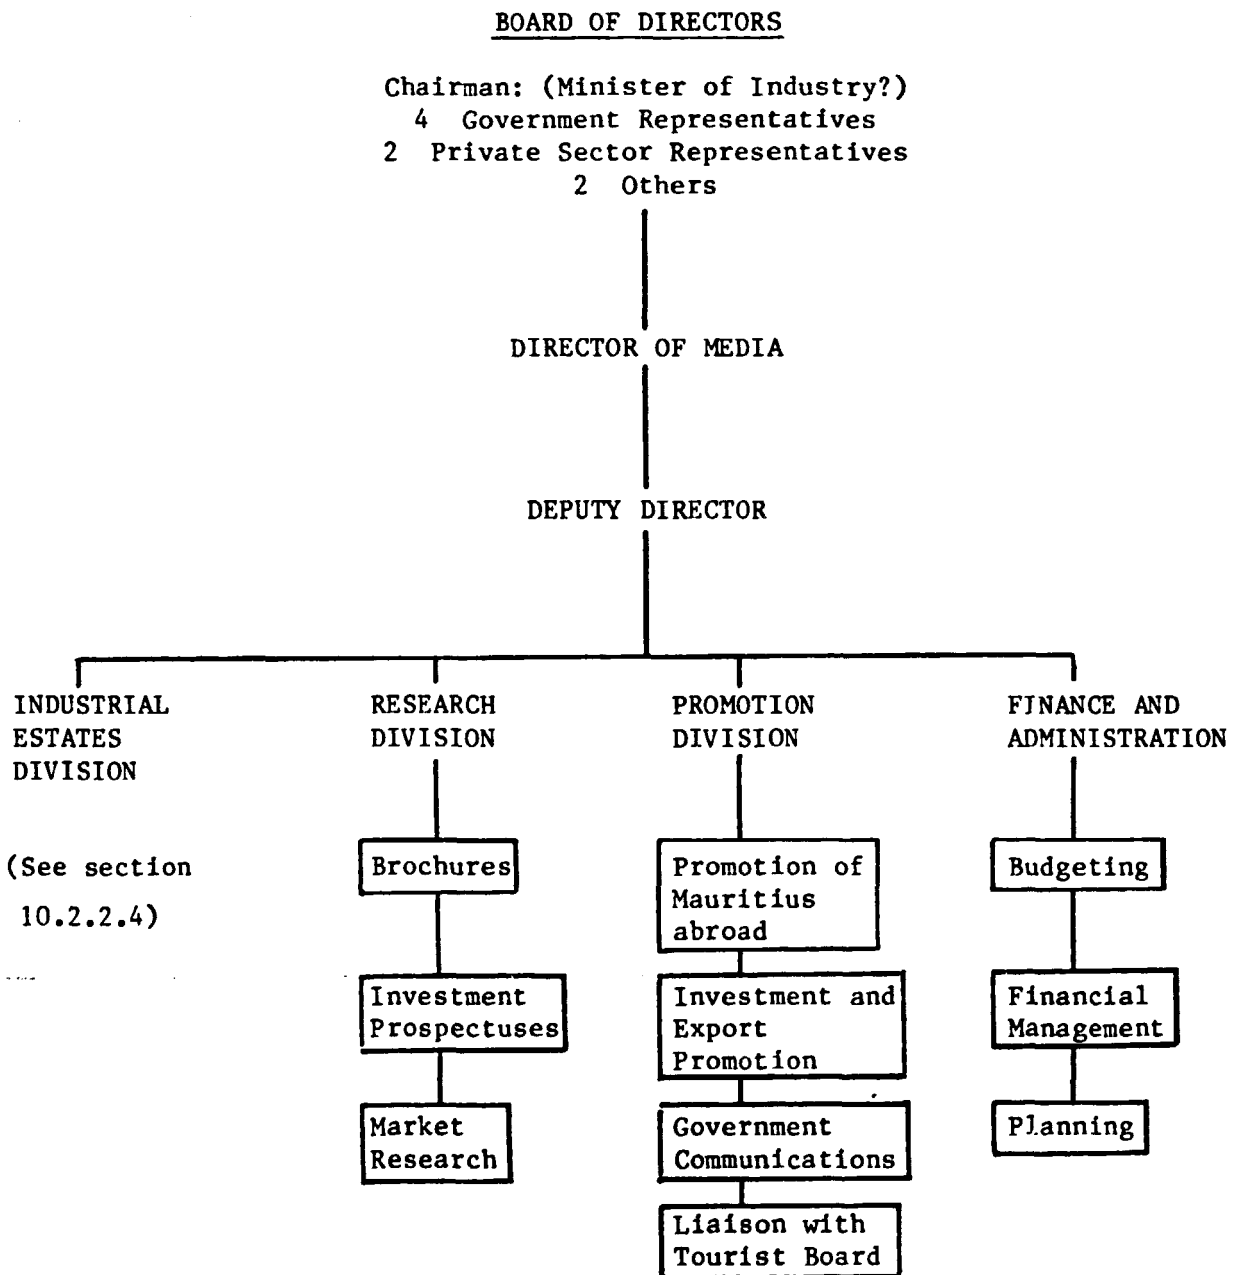 BOARD OF DIRECTORS
Chairman: (Minister of Industry?)
4 Government Representatives
2 Private Sector Representatives
2 Others
DIRECTOR OF MEDIA
DEPUTY DIRECTOR
INDUSTRIAL
ESTATES
DIVISION
(See section
10.2.2.4)
RESEARCH
DIVISION
Brochures
Investment
Prospectuses
Market
Research
PROMOTION
DIVISION
Promotion of
Mauritius
abroad
Investment and
Export
Promotion
Government
Communications
Liaison with
Tourist Board
FINANCE AND
ADMINISTRATION
Budgeting
Financial
Management
Planning